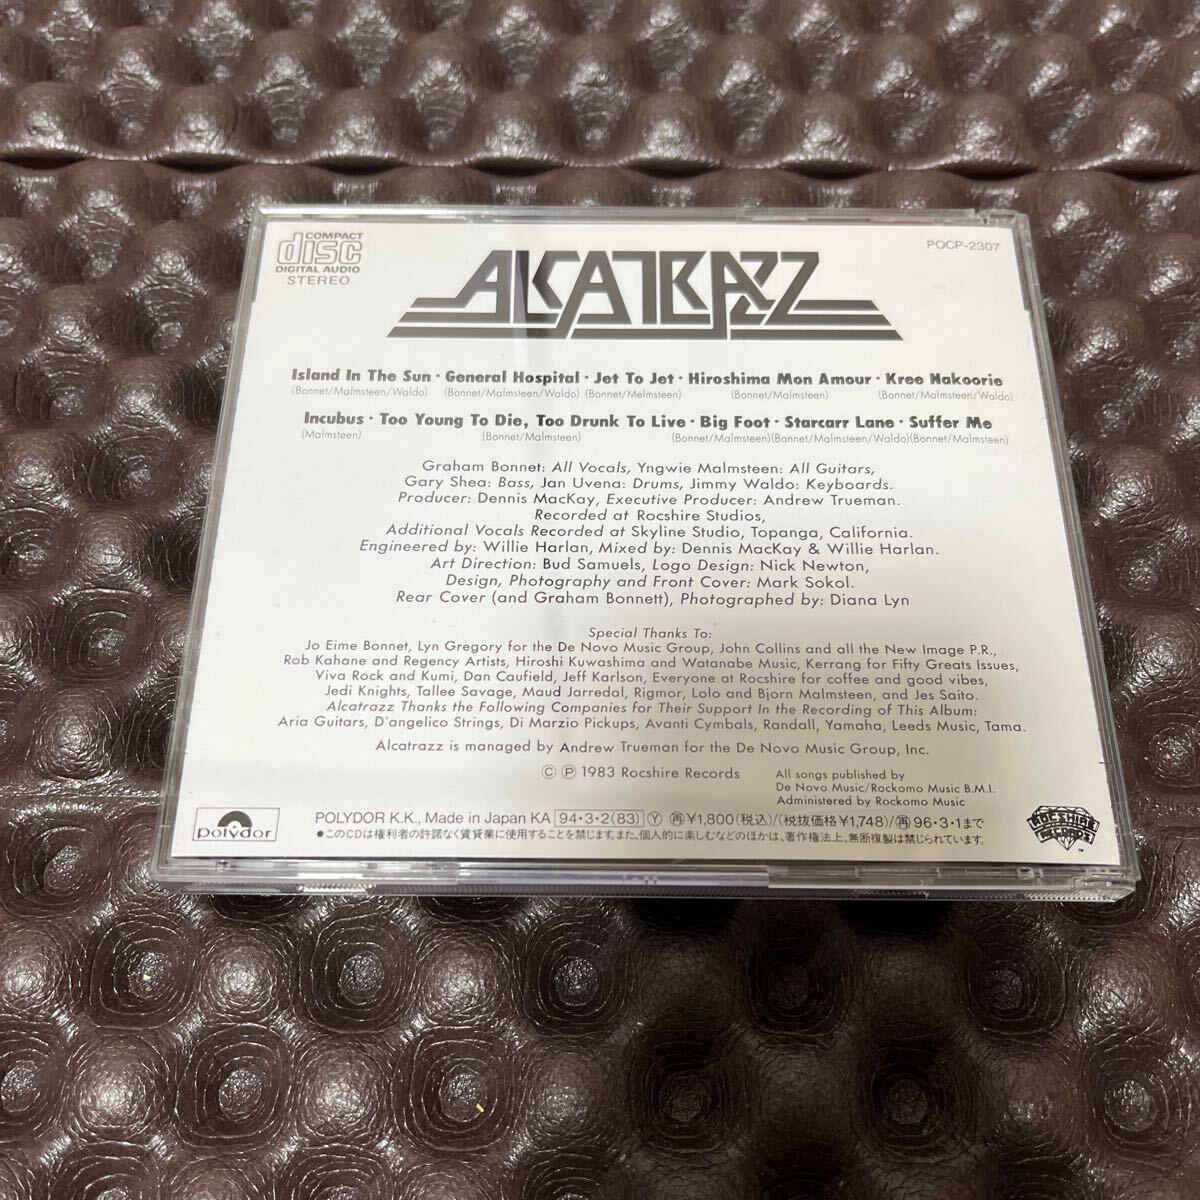 COMPACT
disc
DIGITAL AUDIO
STEREO
ALCATRAZZ
POCP-2307
Island In The Sun · General Hospital · Jet To Jet · Hiroshima Mon Amour · Kree Nakoorie
(Bonnet/Malmsteen/Waldo) (Bonnet/Malmsteen/Waldo) (Bonnet/Melmsteen) (Bonnet/Malmsteen) (Bonnet/Malmsteen/Waldo)
Incubus · Too Young To Die, Too Drunk To Live · Big Foot · Starcarr Lane · Suffer Me
(Malmsteen) (Bonnet/Malmsteen) (Bonnet/Malmsteen)(Bonnet/Malmsteen/Waldo)(Bonnet/Malmsteen)
Graham Bonnet: All Vocals, Yngwie Malmsteen: All Guitars,
Gary Shea: Bass, Jan Uvena: Drums, Jimmy Waldo: Keyboards.
Producer: Dennis MacKay, Executive Producer: Andrew Trueman.
Recorded at Rocshire Studios,
Additional Vocals Recorded at Skyline Studio, Topanga, California.
Engineered by: Willie Harlan, Mixed by: Dennis MacKay & Willie Harlan.
Art Direction: Bud Samuels, Logo Design: Nick Newton,
Design, Photography and Front Cover: Mark Sokol.
Rear Cover (and Graham Bonnett), Photographed by: Diana Lyn
Special Thanks To:
Jo Eime Bonnet, Lyn Gregory for the De Novo Music Group, John Collins and all the New Image P.R.,
Rob Kahane and Regency Artists, Hiroshi Kuwashima and Watanabe Music, Kerrang for Fifty Greats Issues,
Viva Rock and Kumi, Dan Caufield, Jeff Karlson, Everyone at Rocshire for coffee and good vibes,
Jedi Knights, Tallee Savage, Maud Jarredal, Rigmor, Lolo and Bjorn Malmsteen, and Jes Saito.
Alcatrazz Thanks the Following Companies for Their Support In the Recording of This Album:
Aria Guitars, D'angelico Strings, Di Marzio Pickups, Avanti Cymbals, Randall, Yamaha, Leeds Music, Tama.
Alcatrazz is managed by Andrew Trueman for the De Novo Music Group, Inc.
© ℗ 1983 Rocshire Records
All songs published by
De Novo Music/Rockomo Music B.M.I.
Administered by Rockomo Music
polydor
POLYDOR K.K., Made in Japan KA 94·3·2(83) Ⓨ 再¥1,800(税込)/(税抜価格¥1,748)/再96·3·1まで
●このCDは権利者の許諾なく賃貸業に使用することを禁じます。また、個人的に楽しむなどのほかは、著作権法上、無断複製は禁じられています。
ROCSHIRE
RECORDS
™